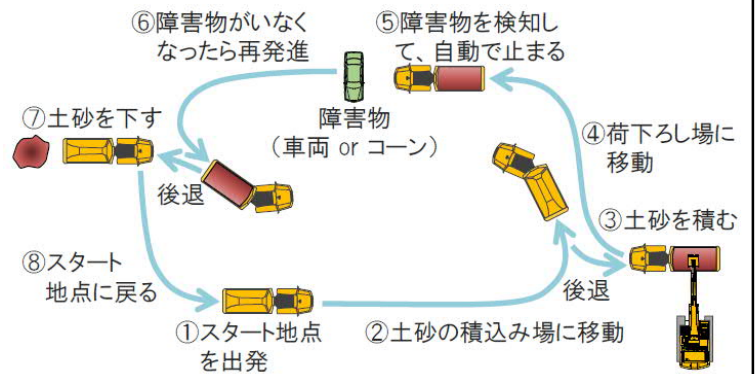 ⑥障害物がいなく
なったら再発進
⑤障害物を検知し
て、自動で止まる
⑦土砂を下す
障害物
（車両 or コーン）
④荷下ろし場に
移動
後退
③土砂を積む
⑧スタート
地点に戻る
後退
①スタート地点
を出発
②土砂の積込み場に移動